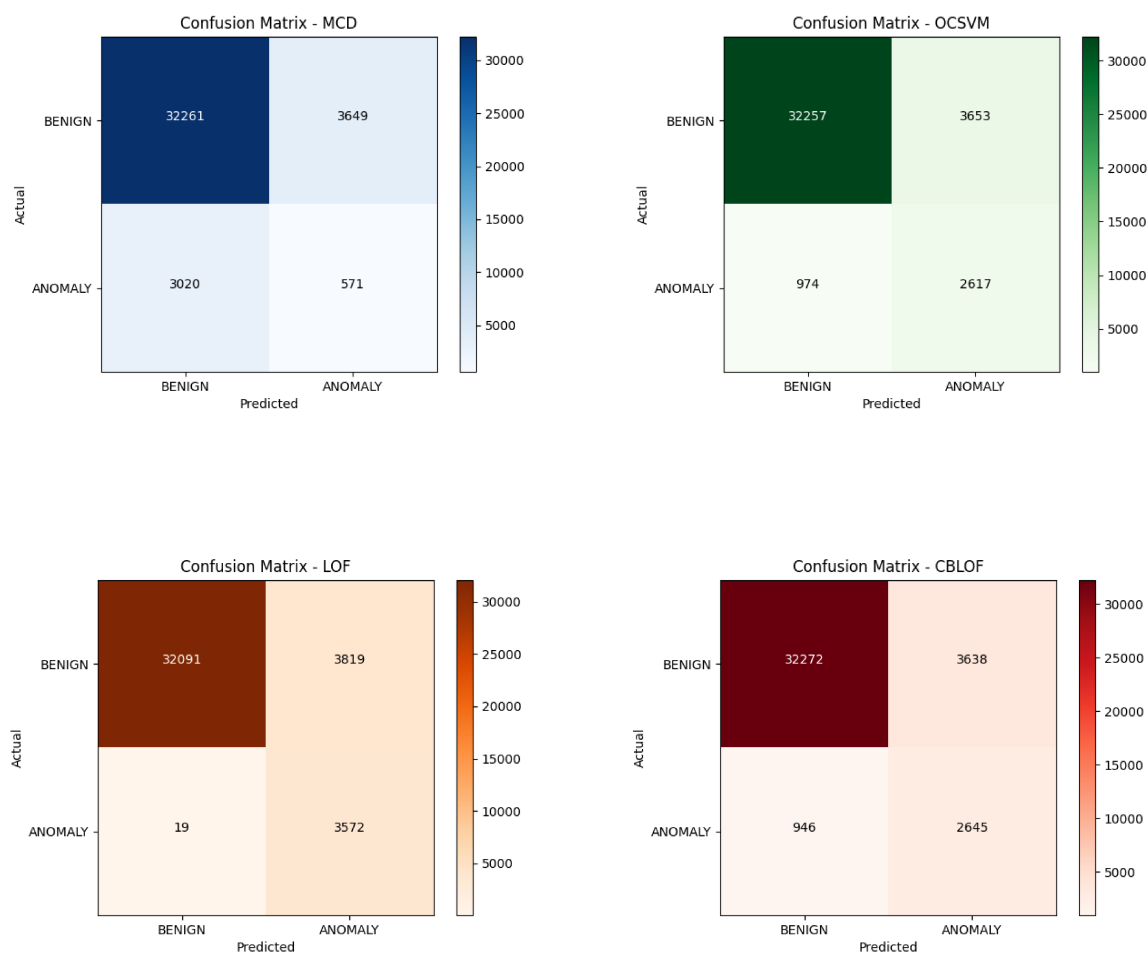 Confusion Matrix - MCD
Actual
BENIGN
ANOMALY
32261 3649
3020 571
BENIGN ANOMALY
Predicted
30000
25000
20000
15000
10000
5000
Confusion Matrix - OCSVM
Actual
BENIGN
ANOMALY
32257 3653
974 2617
BENIGN ANOMALY
Predicted
30000
25000
20000
15000
10000
5000
Confusion Matrix - LOF
Actual
BENIGN
ANOMALY
32091 3819
19 3572
BENIGN ANOMALY
Predicted
30000
25000
20000
15000
10000
5000
Confusion Matrix - CBLOF
Actual
BENIGN
ANOMALY
32272 3638
946 2645
BENIGN ANOMALY
Predicted
30000
25000
20000
15000
10000
5000